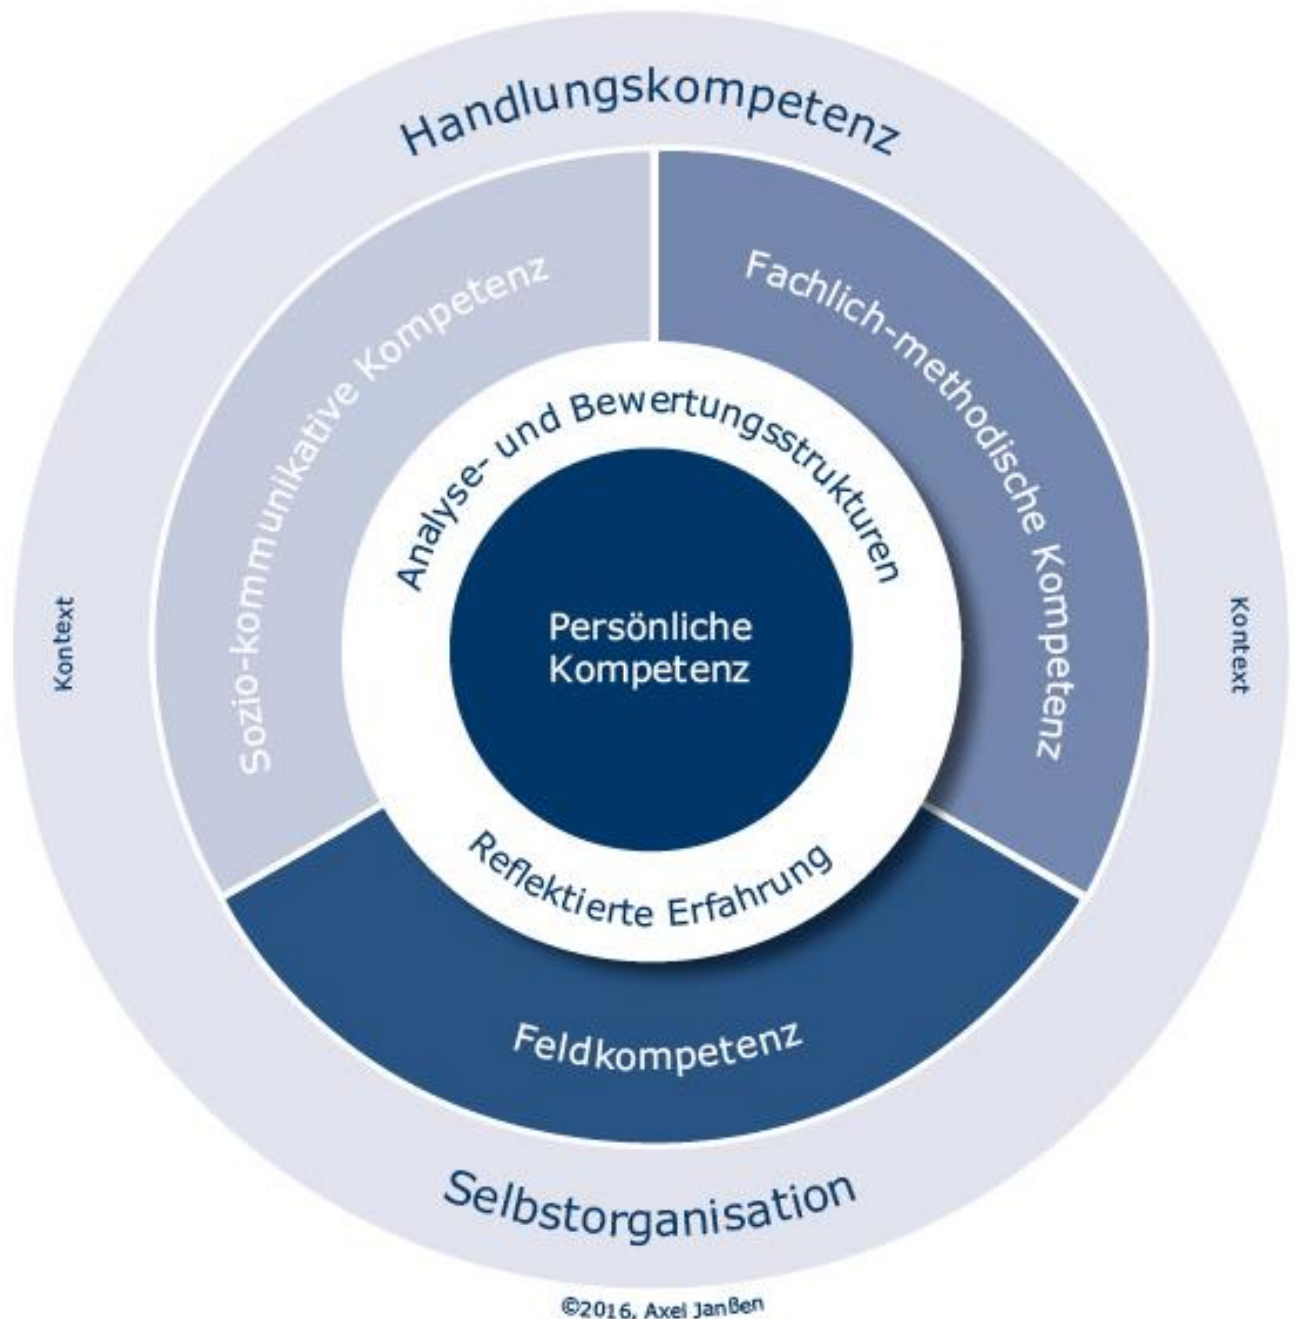 Handlungskompetenz
Sozio-kommunikative Kompetenz
Fachlich-methodische Kompetenz
Analyse- und Bewertungsstrukturen
Persönliche
Kompetenz
Kontext
Kontext
Reflektierte Erfahrung
Feldkompetenz
Selbstorganisation
©2016, Axel Janßen